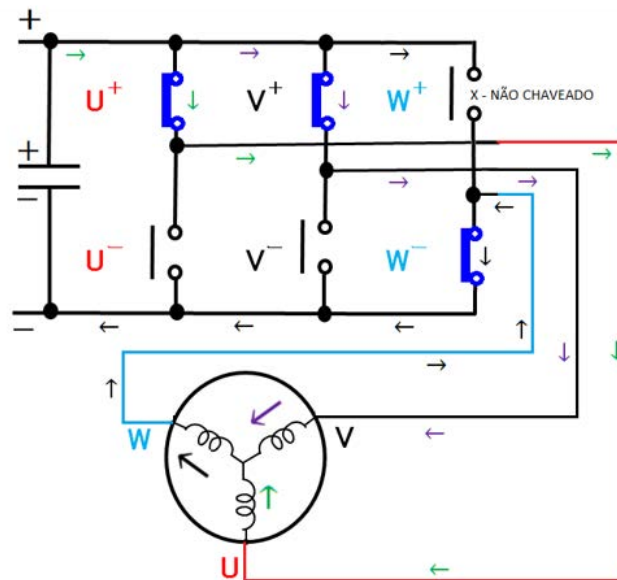 +
U⁺ V⁺ W⁺ X - NÃO CHAVEADO
+
−
U⁻ V⁻ W⁻
−
W V
U